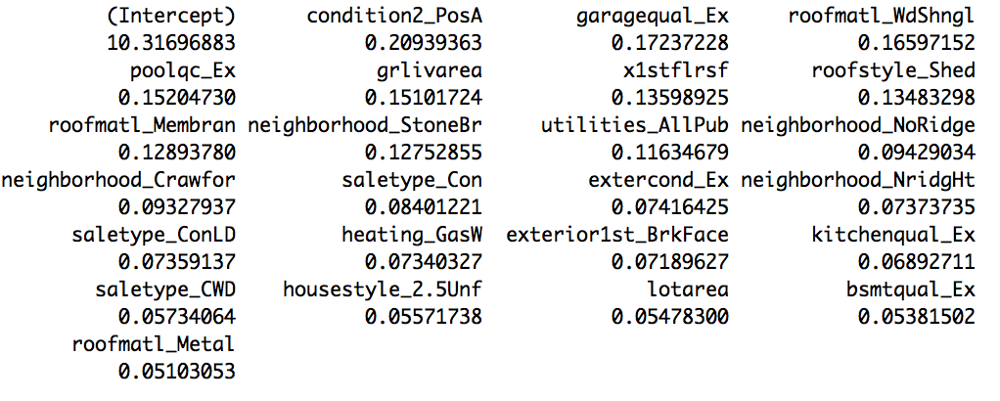 (Intercept) condition2_PosA garagequal_Ex roofmatl_WdShngl
10.31696883 0.20939363 0.17237228 0.16597152
poolqc_Ex grlivarea x1stflrsf roofstyle_Shed
0.15204730 0.15101724 0.13598925 0.13483298
roofmatl_Membran neighborhood_StoneBr utilities_AllPub neighborhood_NoRidge
0.12893780 0.12752855 0.11634679 0.09429034
neighborhood_Crawfor saletype_Con extercond_Ex neighborhood_NridgHt
0.09327937 0.08401221 0.07416425 0.07373735
saletype_ConLD heating_GasW exterior1st_BrkFace kitchenqual_Ex
0.07359137 0.07340327 0.07189627 0.06892711
saletype_CWD housestyle_2.5Unf lotarea bsmtqual_Ex
0.05734064 0.05571738 0.05478300 0.05381502
roofmatl_Metal
0.05103053